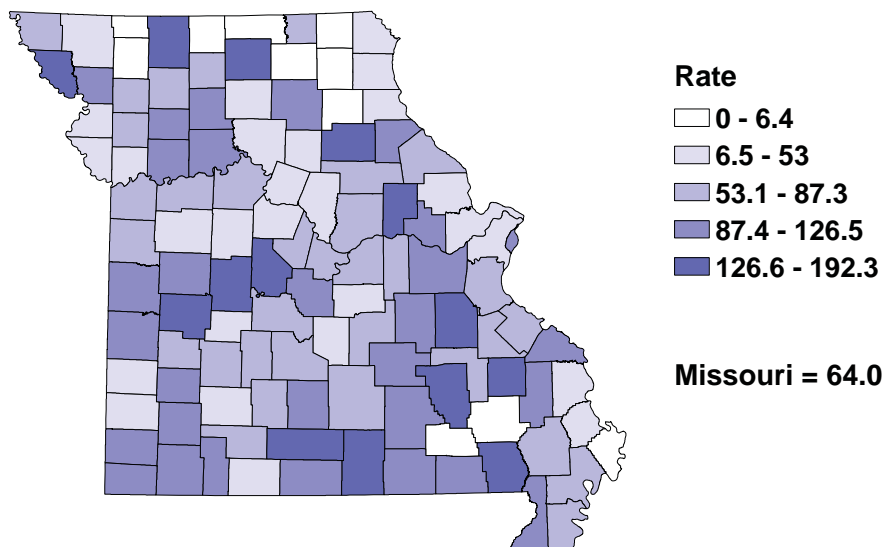 Rate
0 - 6.4
6.5 - 53
53.1 - 87.3
87.4 - 126.5
126.6 - 192.3
Missouri = 64.0